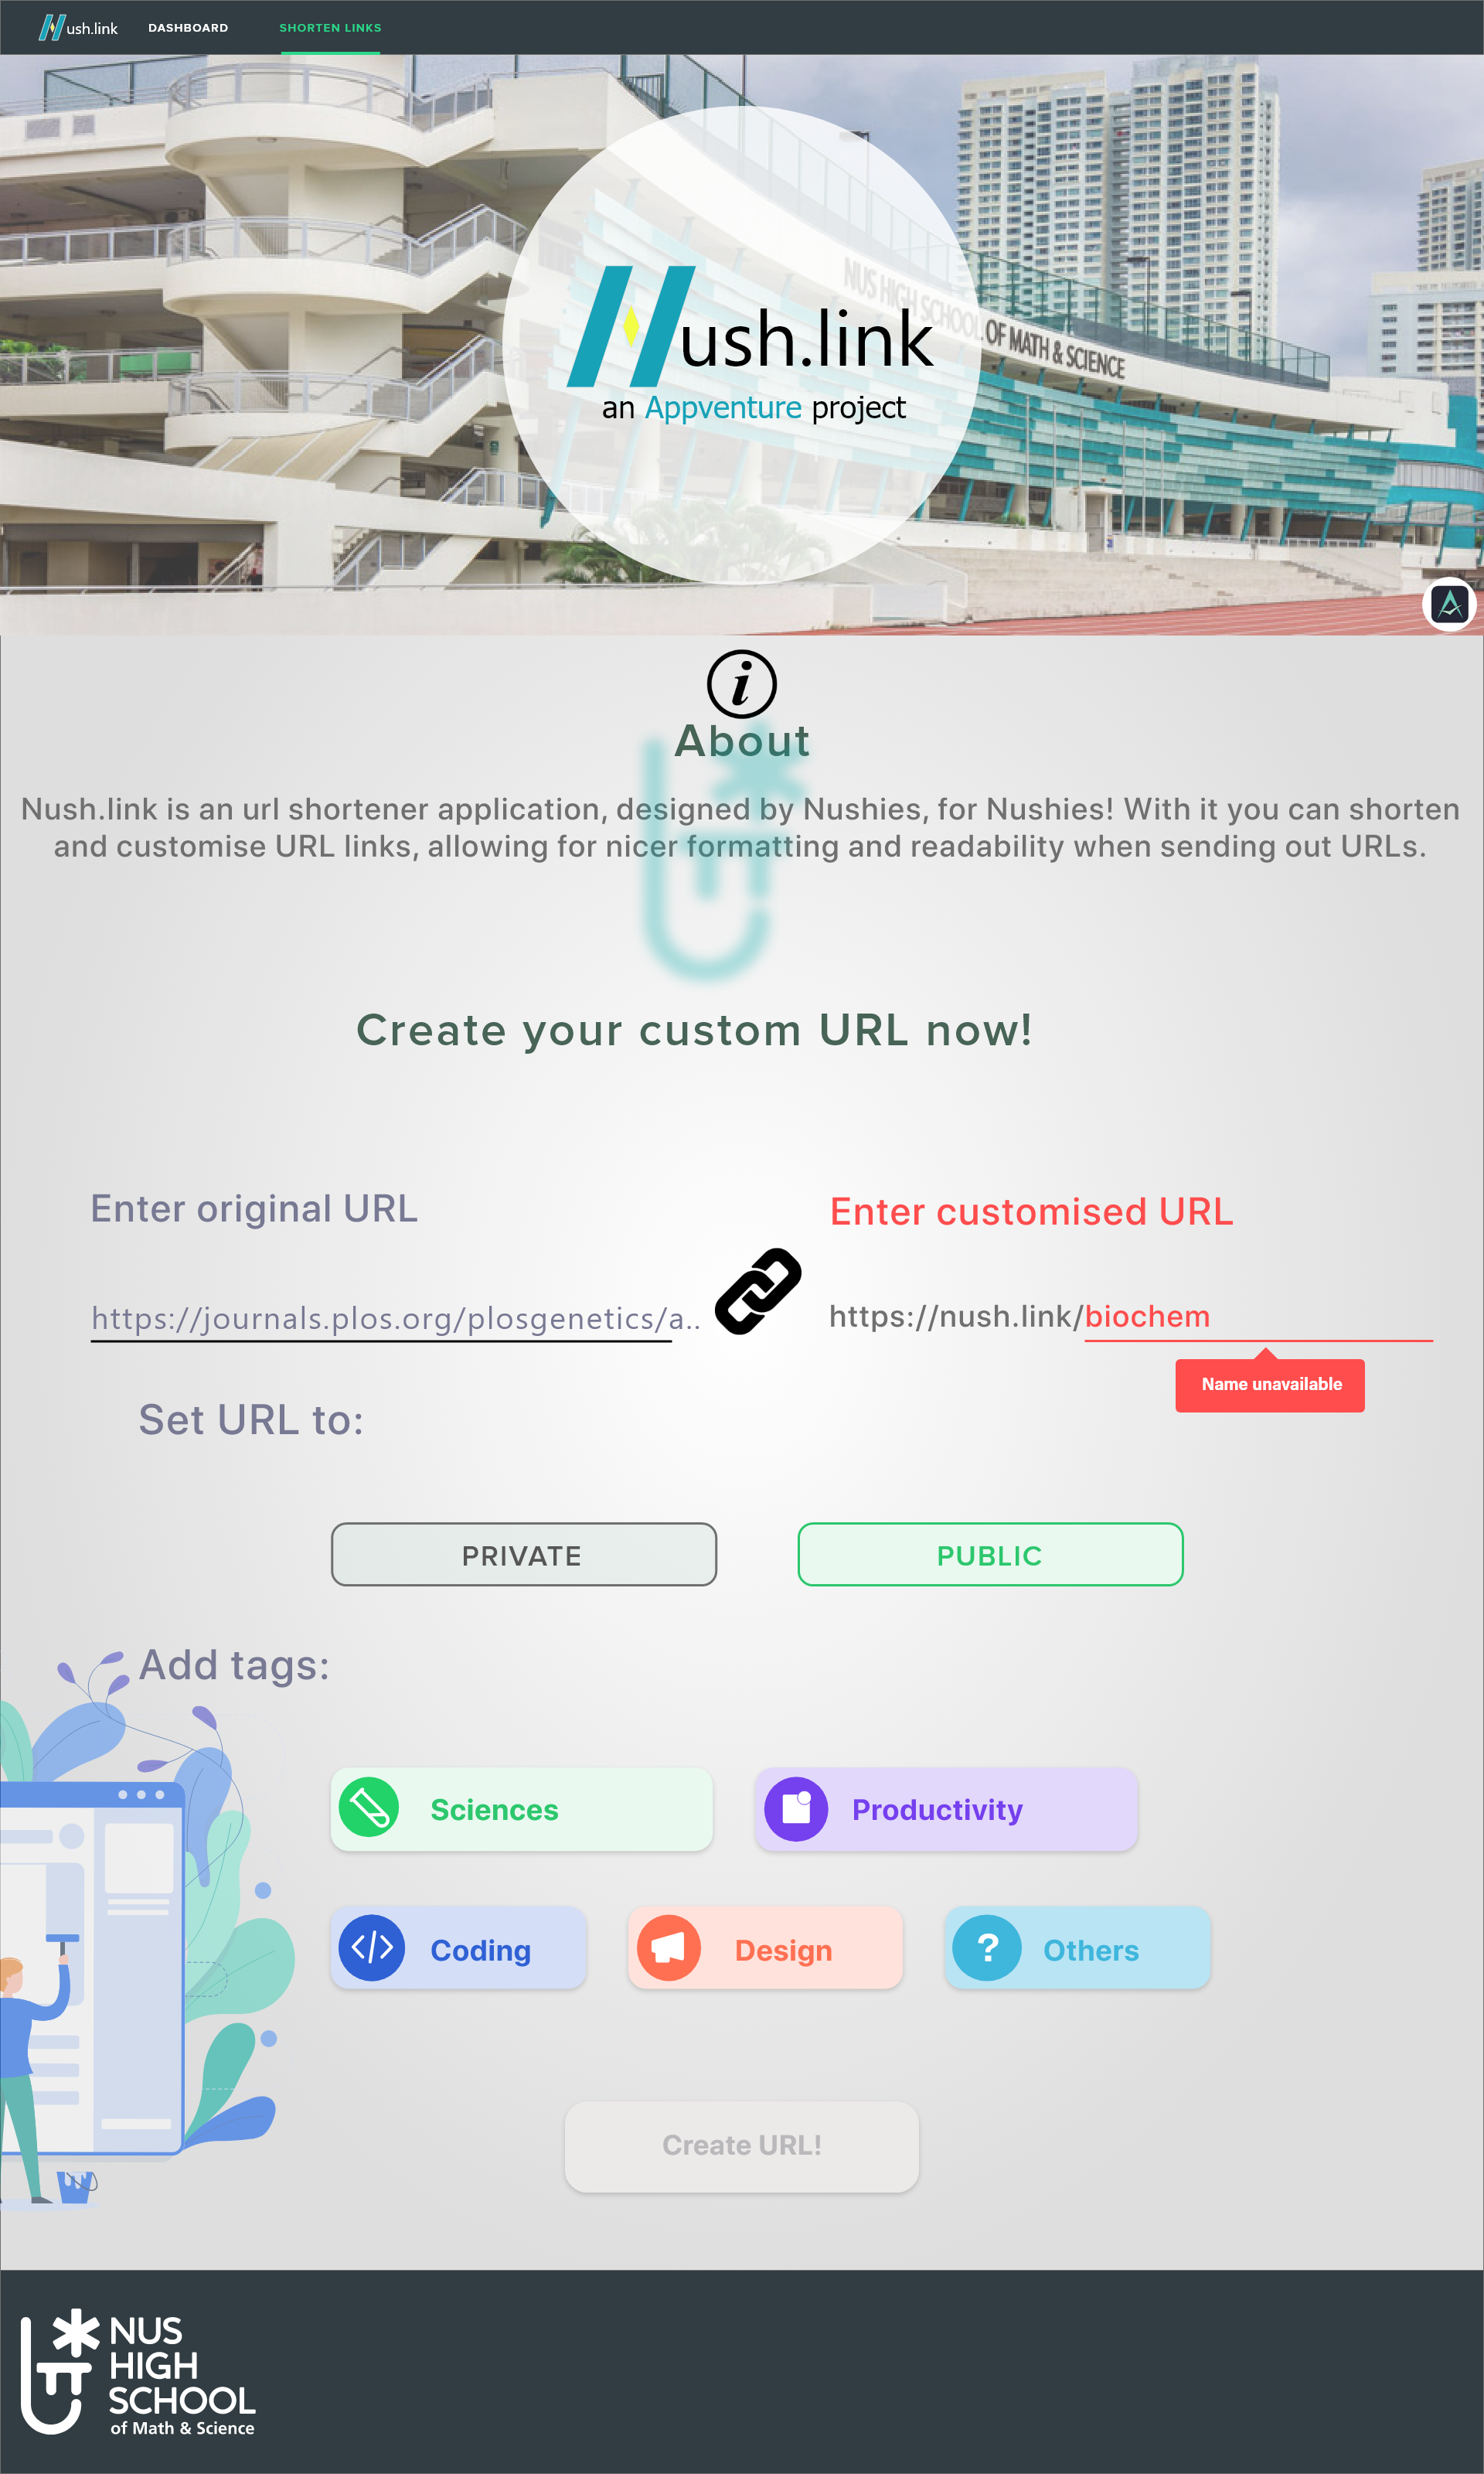 ush.link DASHBOARD SHORTEN LINKS
NUS HIGH SCHOOL OF MATH & SCIENCE
ush.link
an Appventure project
About
Nush.link is an url shortener application, designed by Nushies, for Nushies! With it you can shorten
and customise URL links, allowing for nicer formatting and readability when sending out URLs.
Create your custom URL now!
Enter original URL
Enter customised URL
https://journals.plos.org/plosgenetics/a..
https://nush.link/biochem
Name unavailable
Set URL to:
PRIVATE
PUBLIC
Add tags:
Sciences
Productivity
Coding
Design
? Others
Create URL!
NUS
HIGH
SCHOOL
of Math & Science